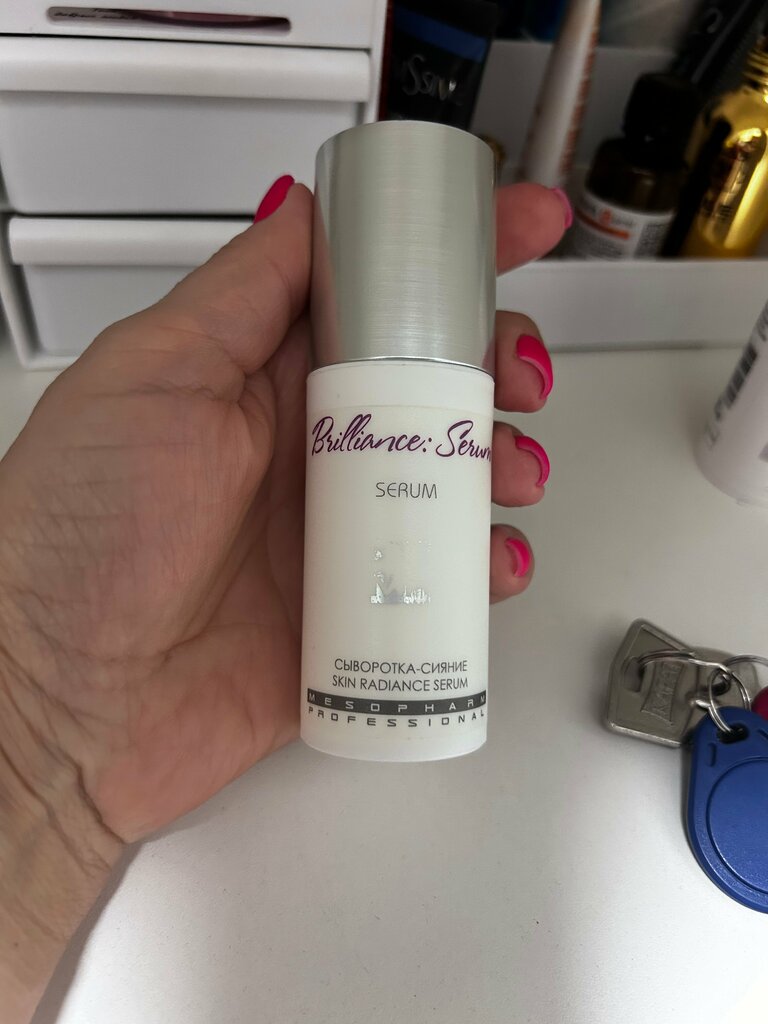 Brilliance: Serum
SERUM
СЫВОРОТКА-СИЯНИЕ
SKIN RADIANCE SERUM
MESOPHARM
PROFESSIONAL